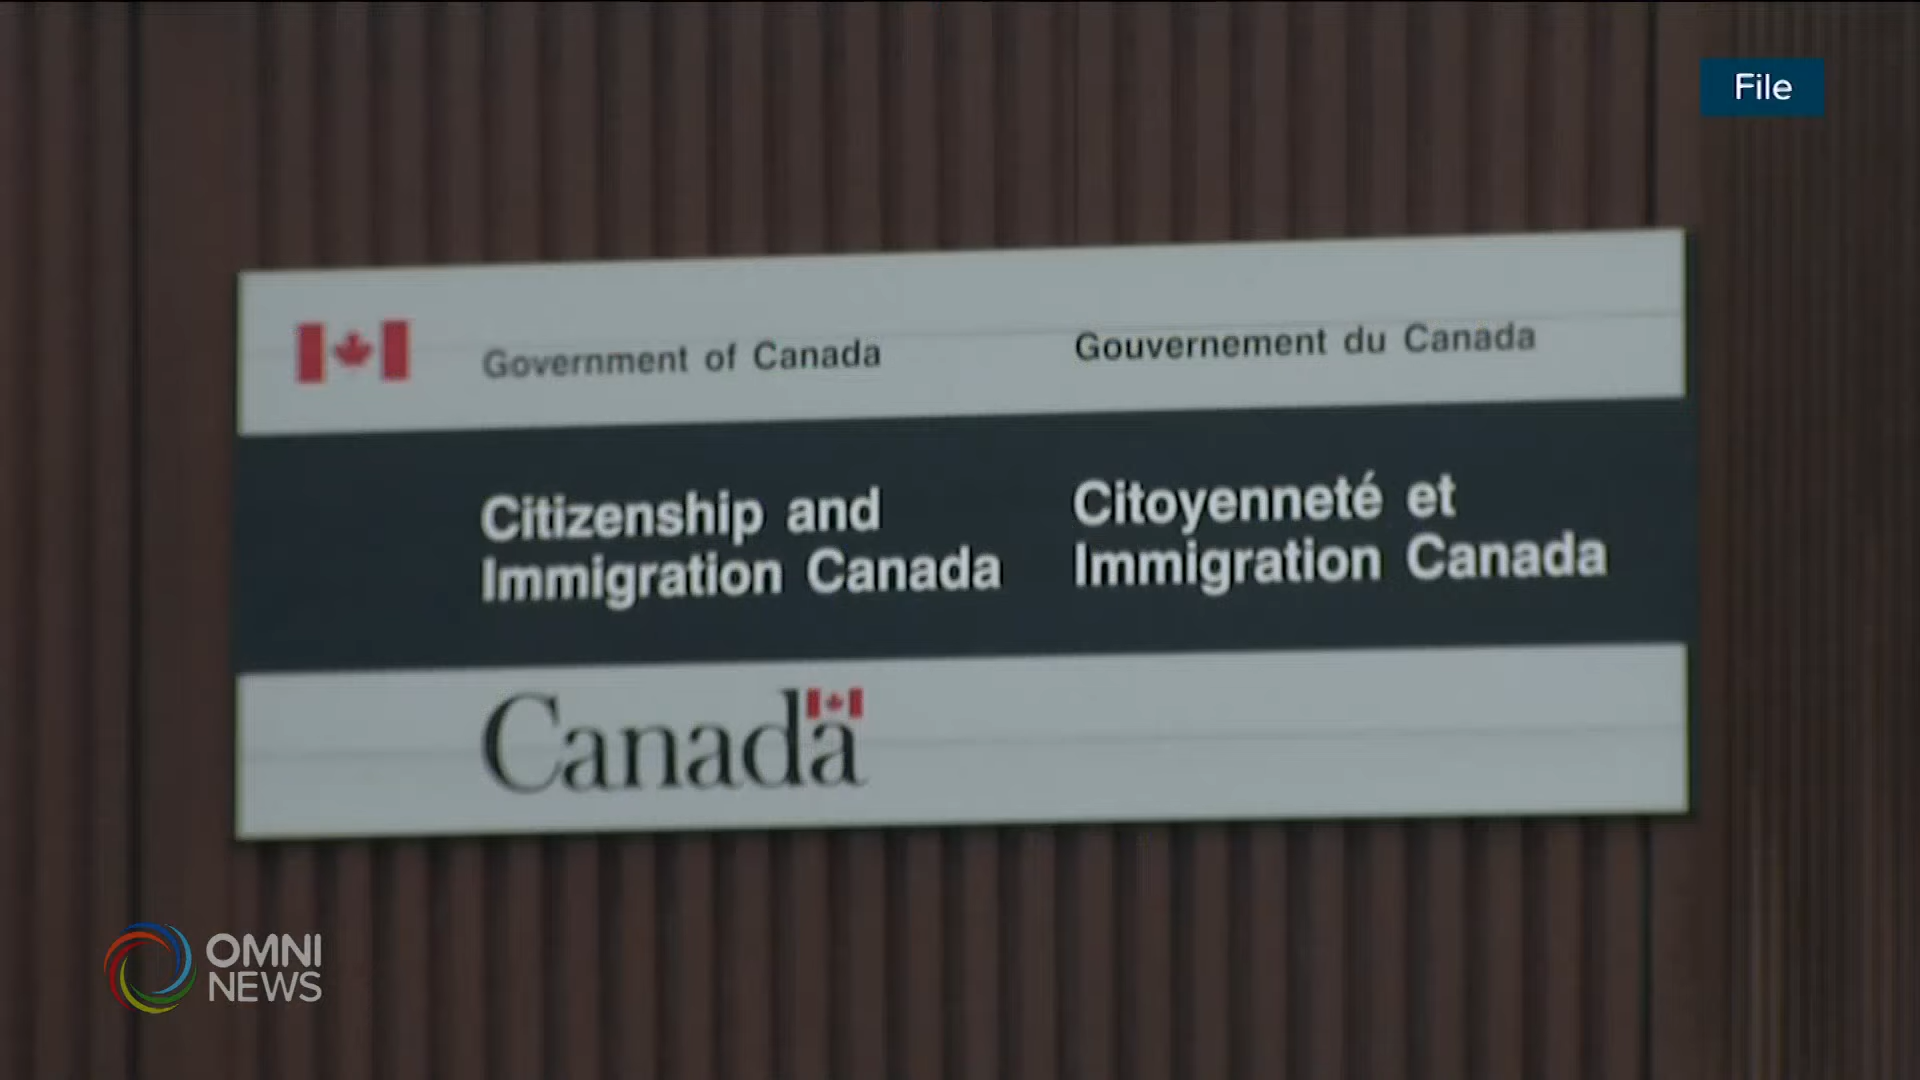 File
Government of Canada
Gouvernement du Canada
Citizenship and
Immigration Canada
Citoyenneté et
Immigration Canada
Canada
OMNI
NEWS